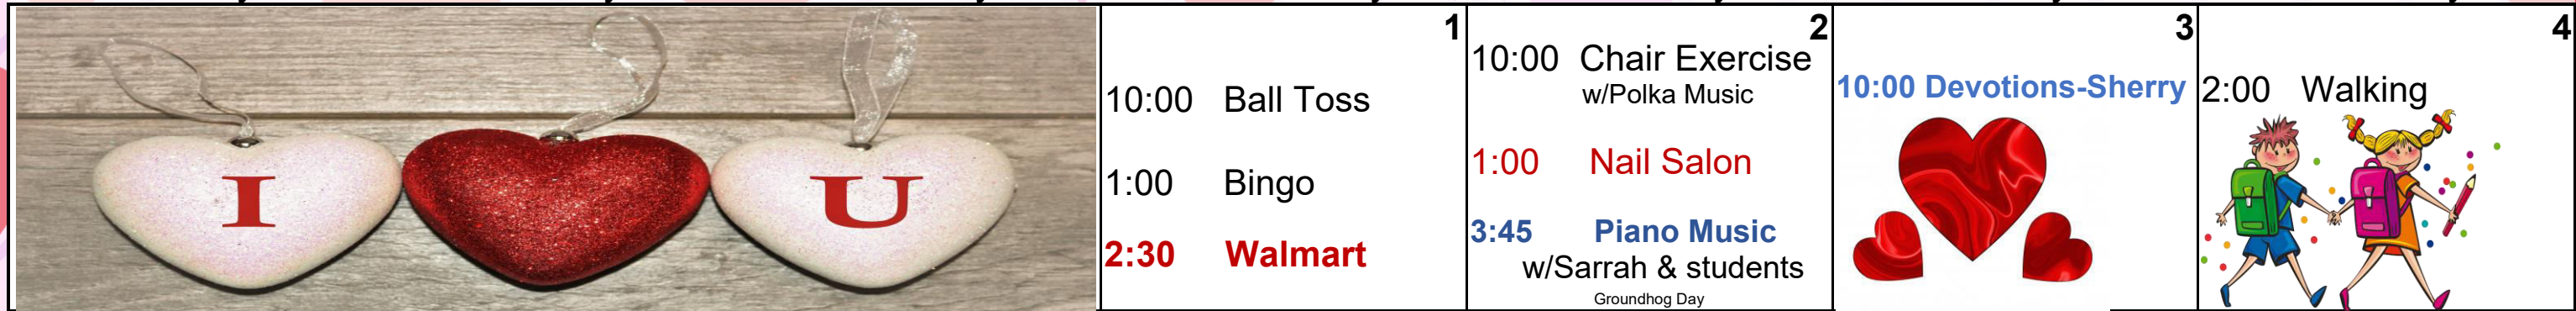 I U
1
10:00 Ball Toss
1:00 Bingo
2:30 Walmart
2
10:00 Chair Exercise
w/Polka Music
1:00 Nail Salon
3:45 Piano Music
w/Sarrah & students
Groundhog Day
3
10:00 Devotions-Sherry
4
2:00 Walking